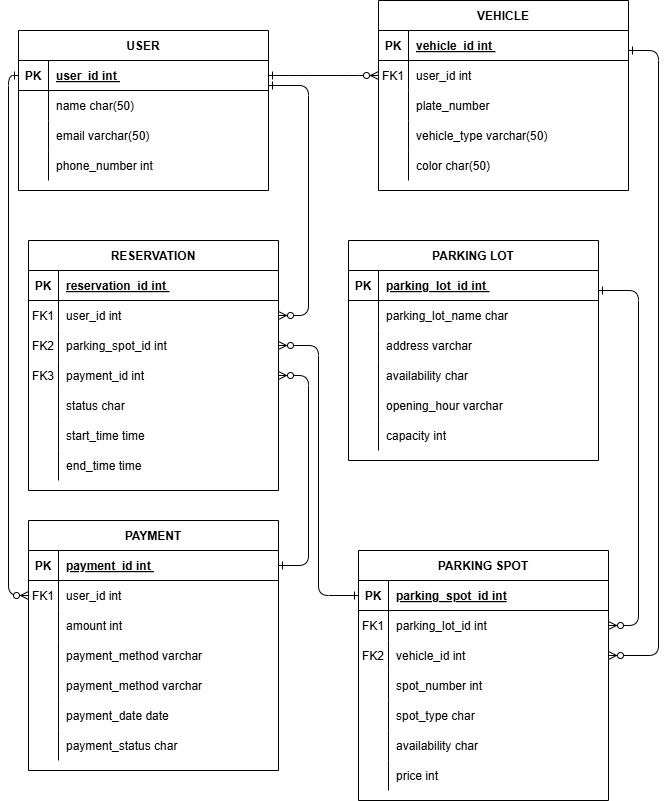 USER
PK user_id int
name char(50)
email varchar(50)
phone_number int
VEHICLE
PK vehicle_id int
FK1 user_id int
plate_number
vehicle_type varchar(50)
color char(50)
RESERVATION
PK reservation_id int
FK1 user_id int
FK2 parking_spot_id int
FK3 payment_id int
status char
start_time time
end_time time
PARKING LOT
PK parking_lot_id int
parking_lot_name char
address varchar
availability char
opening_hour varchar
capacity int
PAYMENT
PK payment_id int
FK1 user_id int
amount int
payment_method varchar
payment_method varchar
payment_date date
payment_status char
PARKING SPOT
PK parking_spot_id int
FK1 parking_lot_id int
FK2 vehicle_id int
spot_number int
spot_type char
availability char
price int